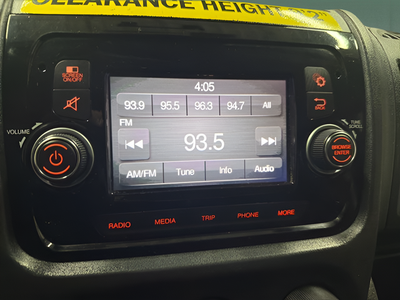 CLEARANCE HEIGHT
SCREEN
ON/OFF
4:05
93.9 95.5 96.3 94.7 All
FM
93.5
AM/FM Tune Info Audio
VOLUME
TUNE
SCROLL
BROWSE
ENTER
RADIO MEDIA TRIP PHONE MORE